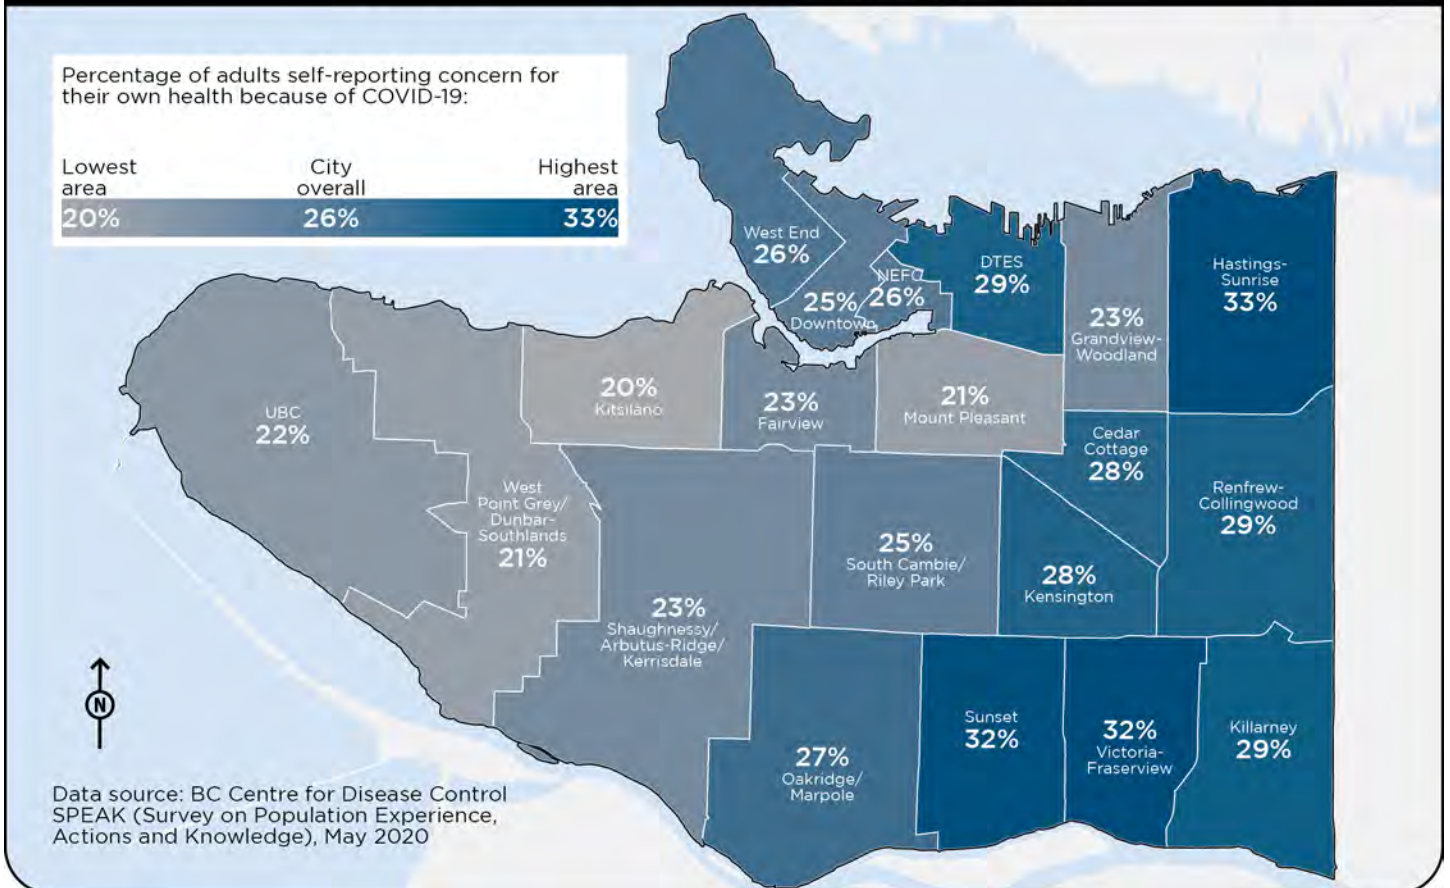 Percentage of adults self-reporting concern for
their own health because of COVID-19:
Lowest
area
City
overall
Highest
area
20%
26%
33%
West End
26%
25%
Downtown
NEFC
26%
DTES
29%
23%
Grandview-
Woodland
Hastings-
Sunrise
33%
UBC
22%
20%
Kitsilano
23%
Fairview
21%
Mount Pleasant
Cedar
Cottage
28%
Renfrew-
Collingwood
29%
West
Point Grey/
Dunbar-
Southlands
21%
25%
South Cambie/
Riley Park
28%
Kensington
23%
Shaughnessy/
Arbutus-Ridge/
Kerrisdale
27%
Oakridge/
Marpole
Sunset
32%
32%
Victoria-
Fraserview
Killarney
29%
N
Data source: BC Centre for Disease Control
SPEAK (Survey on Population Experience,
Actions and Knowledge), May 2020